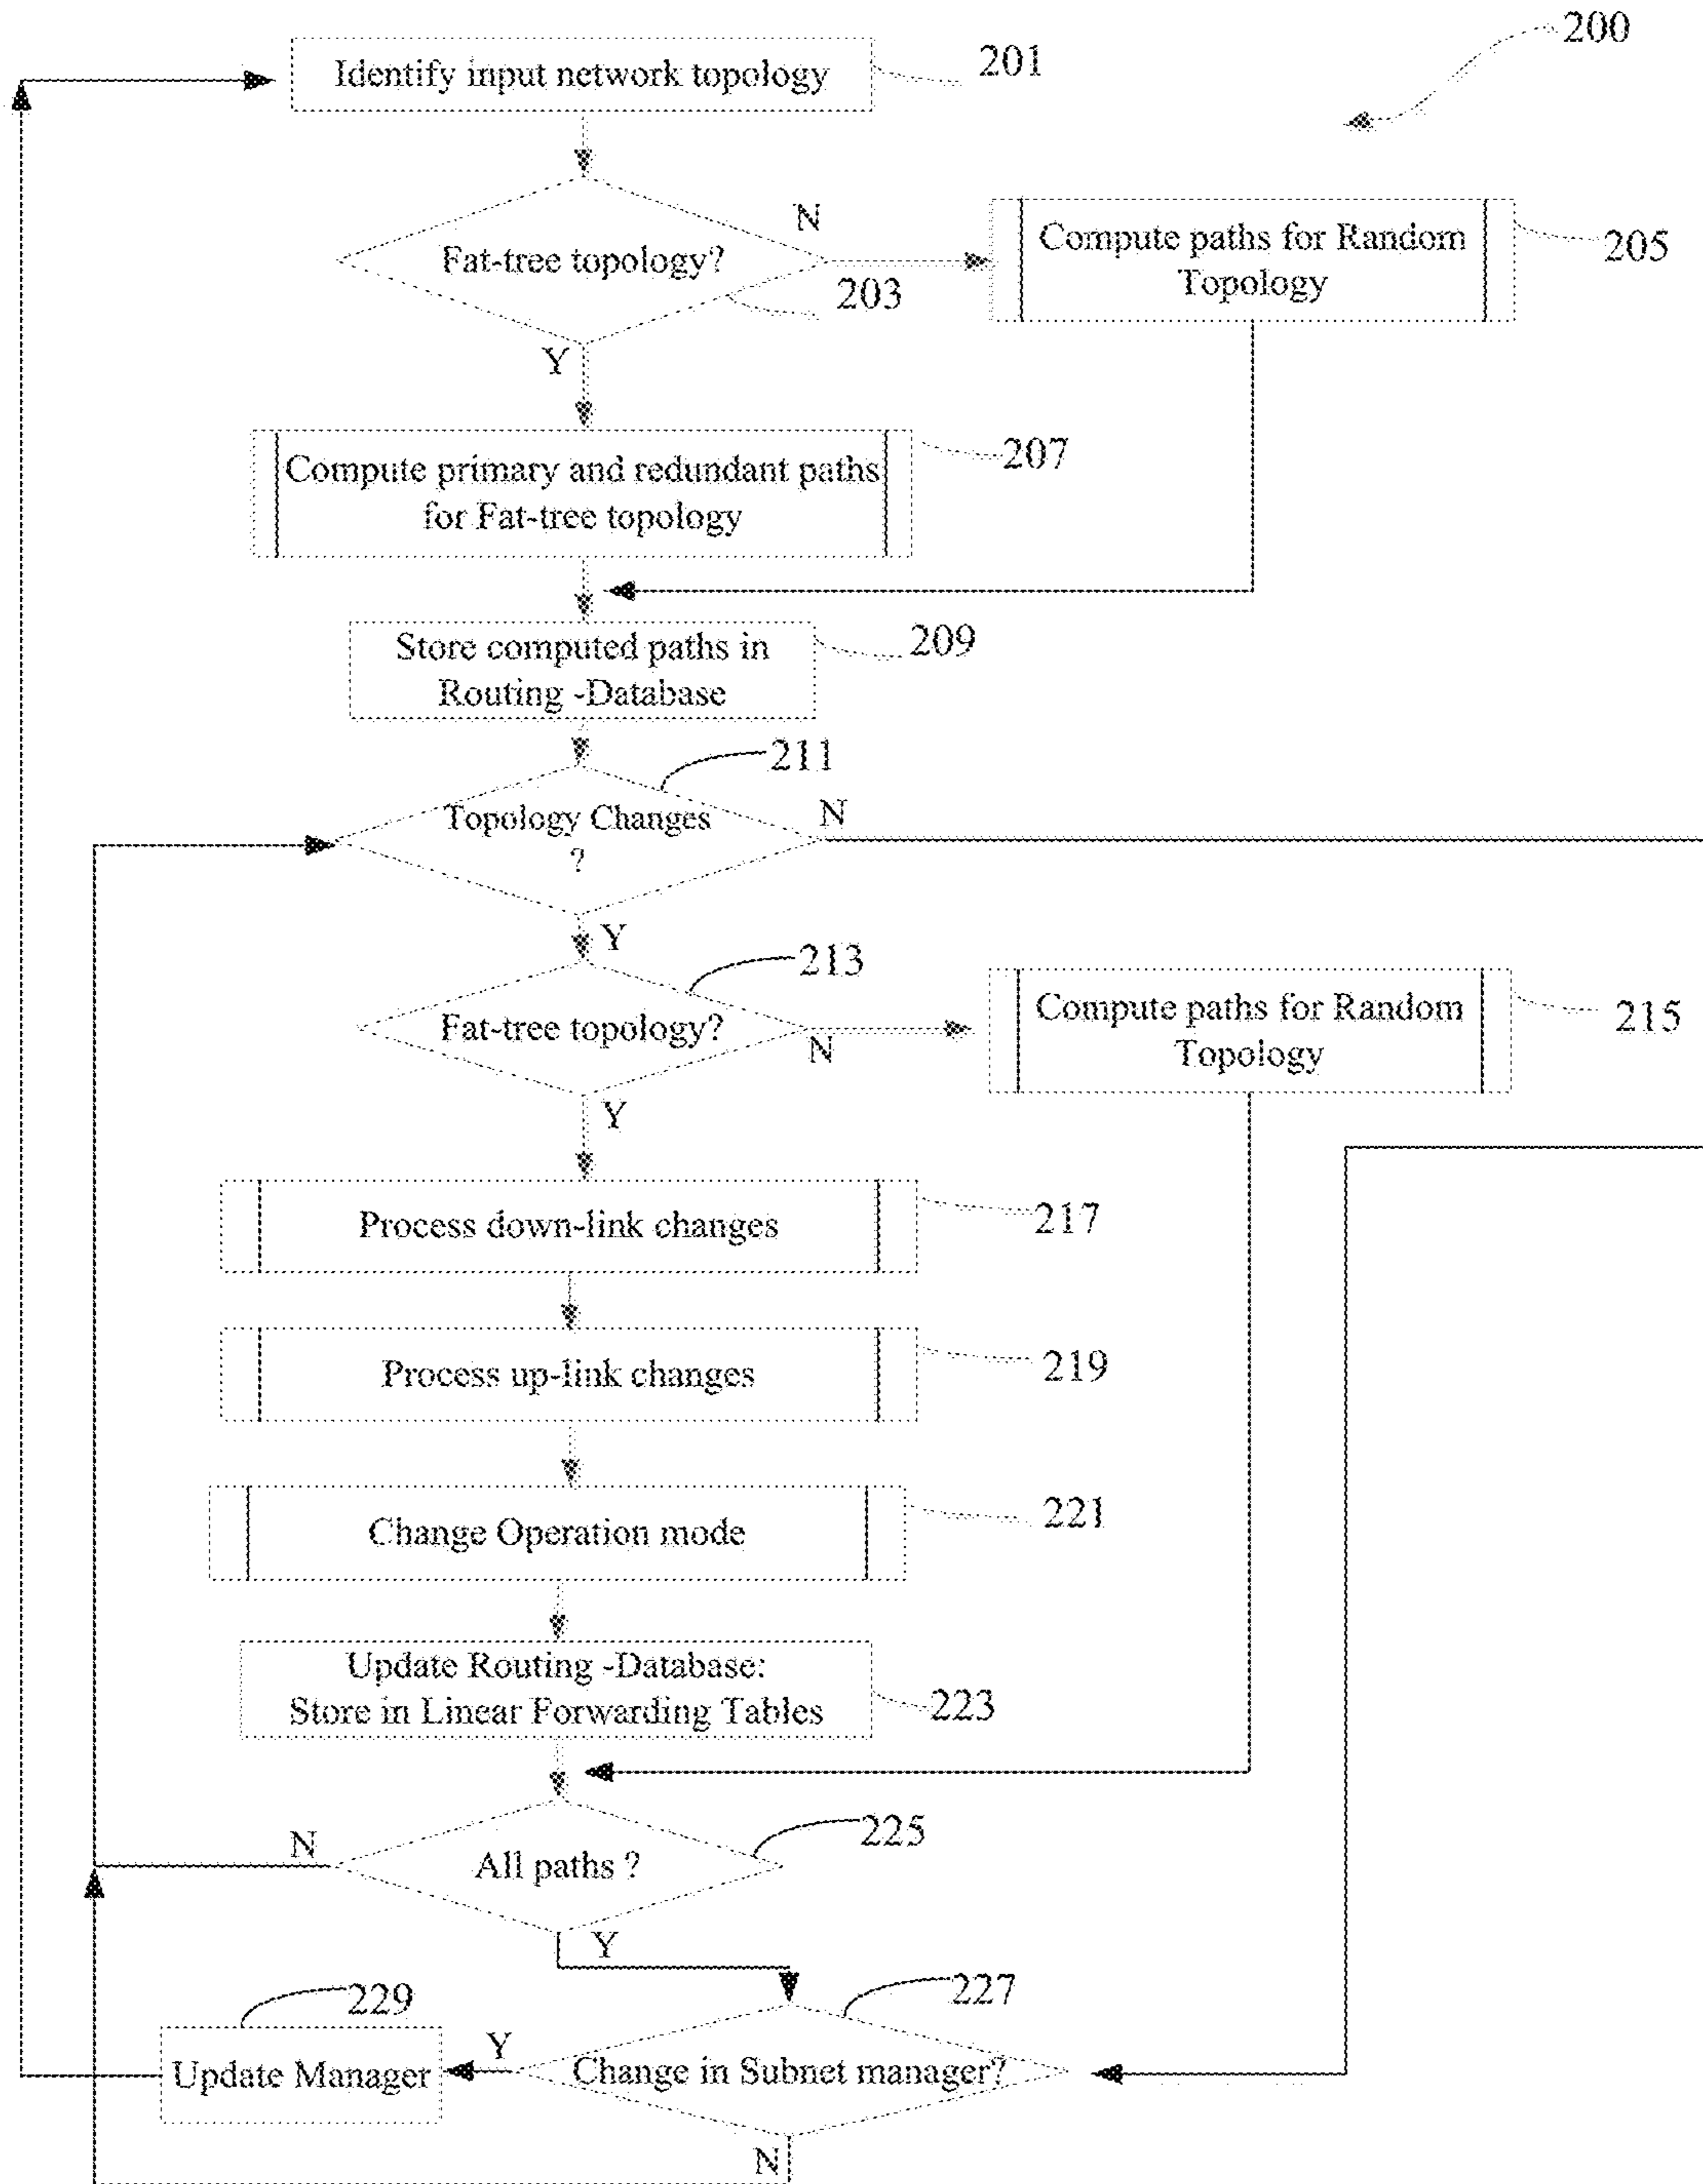 200
Identify input network topology
201
Fat-tree topology?
N
203
Y
Compute paths for Random
Topology
205
Compute primary and redundant paths
for Fat-tree topology
207
Store computed paths in
Routing -Database
209
211
Topology Changes
?
N
Y
213
Fat-tree topology?
N
Y
Compute paths for Random
Topology
215
Process down-link changes
217
Process up-link changes
219
Change Operation mode
221
Update Routing -Database:
Store in Linear Forwarding Tables
223
225
N
All paths ?
Y
227
229
Update Manager
Y
Change in Subnet manager?
N